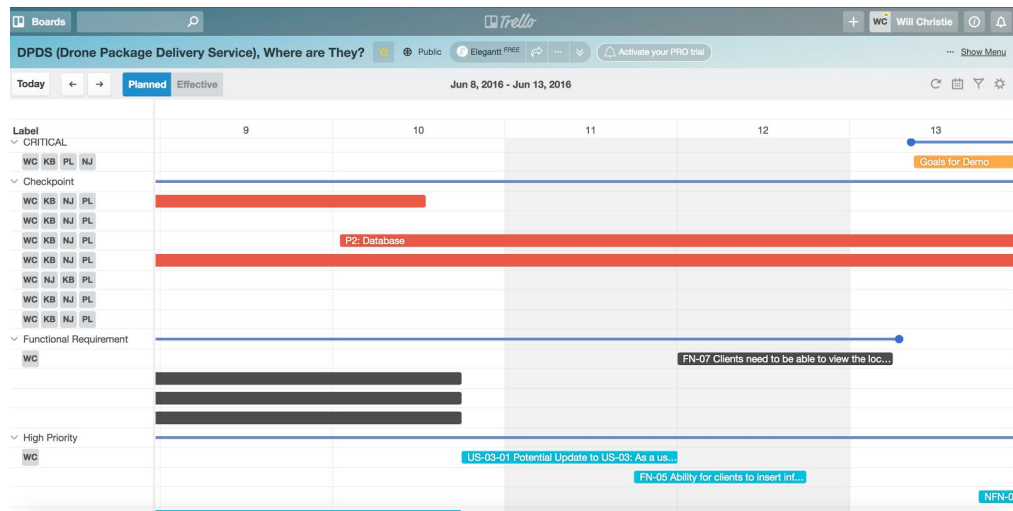 Boards
Trello
WC Will Christie
DPDS (Drone Package Delivery Service), Where are They?
Public
Elegantt FREE
Activate your PRO trial
Show Menu
Today
Planned Effective
Jun 8, 2016 - Jun 13, 2016
Label
9 10 11 12 13
CRITICAL
WC KB PL NJ
Goals for Demo
Checkpoint
WC KB NJ PL
WC KB NJ PL
WC KB NJ PL
P2: Database
WC KB NJ PL
WC NJ KB PL
WC KB NJ PL
WC KB NJ PL
Functional Requirement
WC
FN-07 Clients need to be able to view the loc...
High Priority
WC
US-03-01 Potential Update to US-03: As a us...
FN-05 Ability for clients to insert inf...